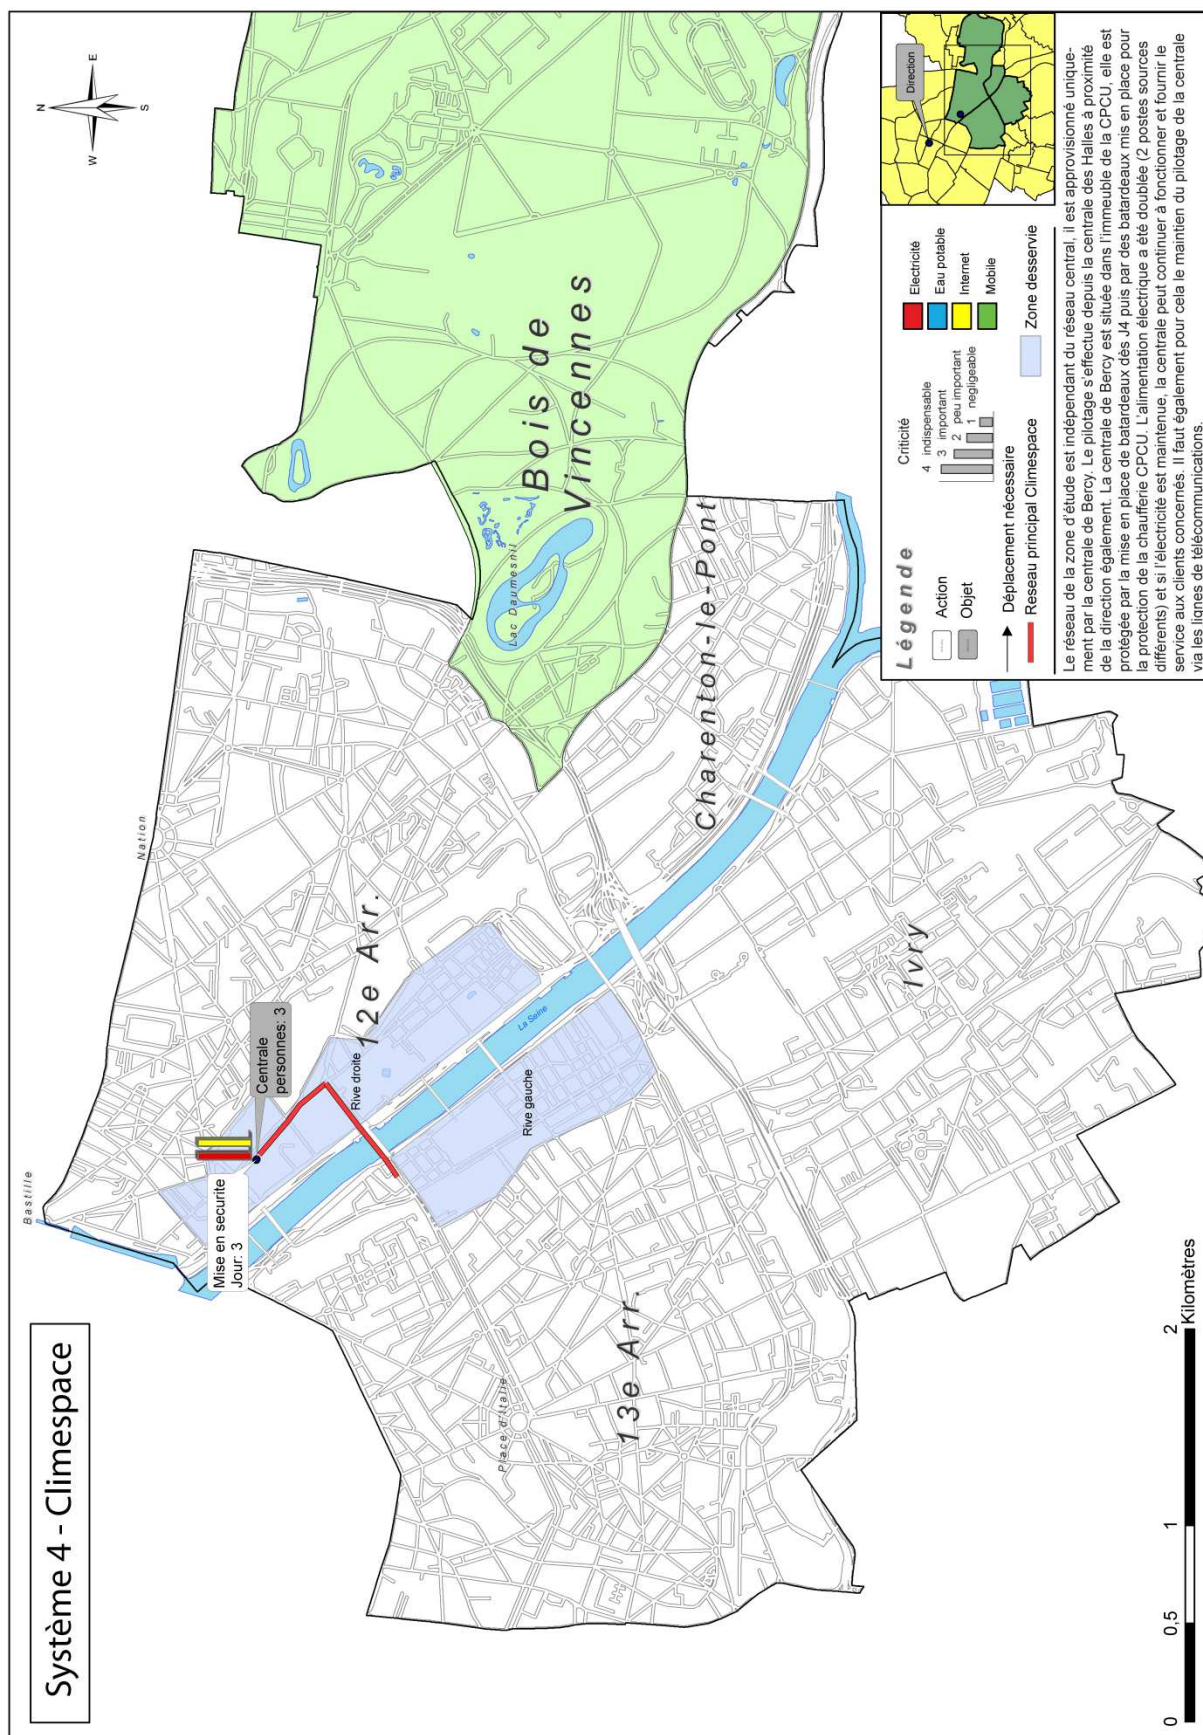 Système 4 - Climespace
N
W
E
S
Bastille
Nation
Mise en securite
Jour: 3
Centrale
personnes: 3
12e Arr.
Rive droite
La Seine
Rive gauche
Bois de
Vincennes
Lac Daumesnil
Charenton-le-Pont
Place d'Italie
13e Arr.
Ivry
0
0,5
1
2
Kilomètres
Légende
Action
Objet
Déplacement nécessaire
Reseau principal Climespace
Criticité
4 indispensable
3 important
2 peu important
1 negligeable
Electricité
Eau potable
Internet
Mobile
Zone desservie
Direction
Le réseau de la zone d'étude est indépendant du réseau central, il est approvisionné unique-
ment par la centrale de Bercy. Le pilotage s'effectue depuis la centrale des Halles à proximité
de la direction également. La centrale de Bercy est située dans l'immeuble de la CPCU, elle est
protégée par la mise en place de batardeaux dès J4 puis par des batardeaux mis en place pour
la protection de la chaufferie CPCU. L'alimentation électrique a été doublée (2 postes sources
différents) et si l'électricité est maintenue, la centrale peut continuer à fonctionner et fournir le
service aux clients concernés. Il faut également pour cela le maintien du pilotage de la centrale
via les lignes de télécommunications.